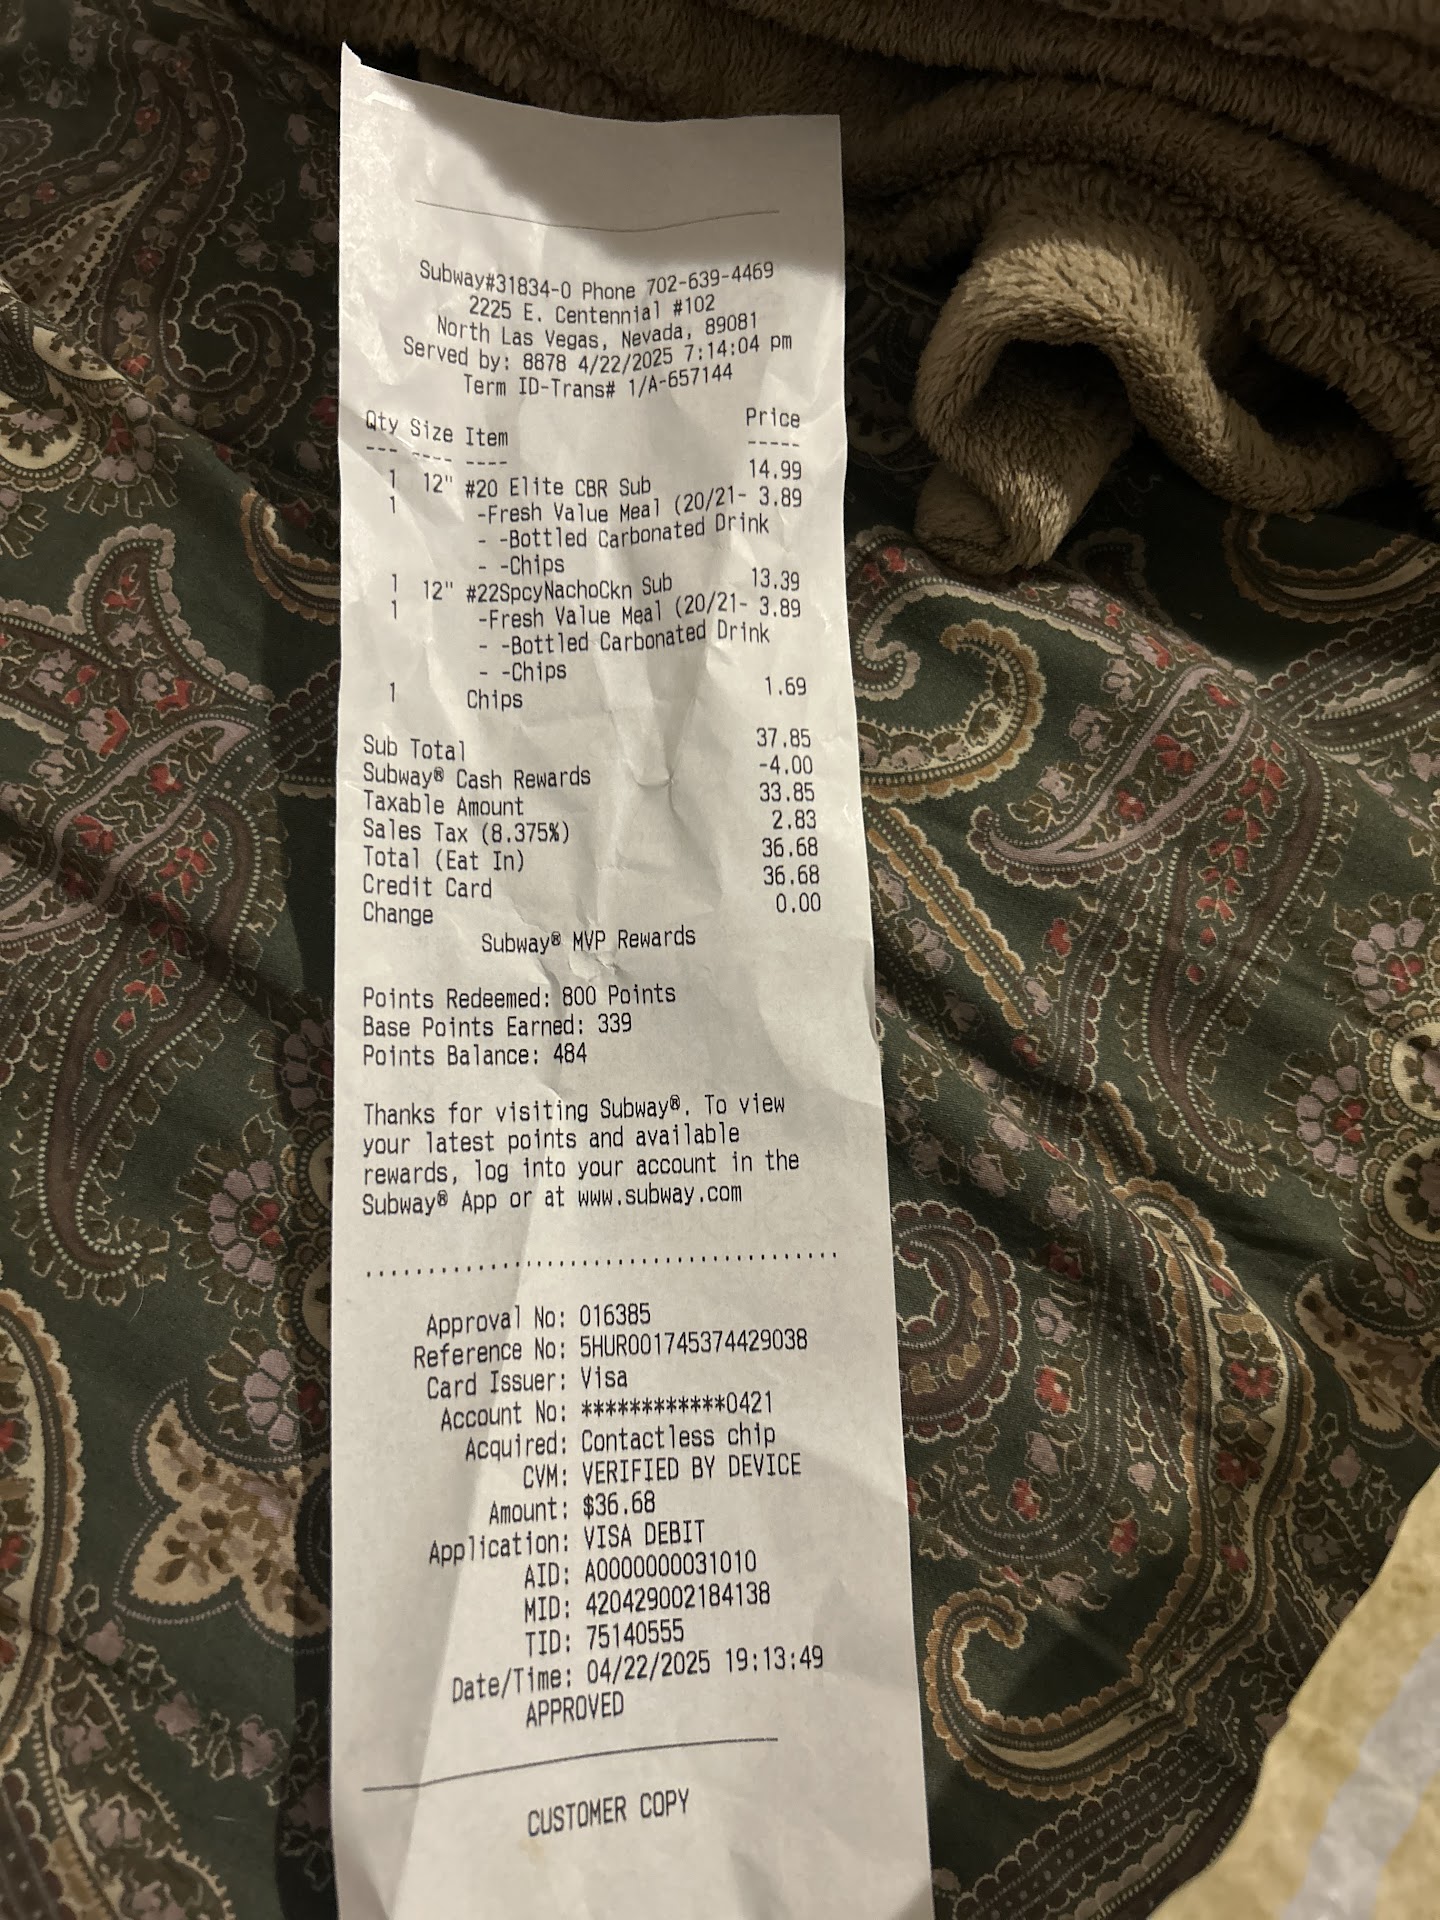 Subway#31834-0 Phone 702-639-4469
2225 E. Centennial #102
North Las Vegas, Nevada, 89081
Served by: 8878 4/22/2025 7:14:04 pm
Term ID-Trans# 1/A-657144
Qty Size Item Price
--- ---- ---- -----
1 12" #20 Elite CBR Sub 14.99
1 -Fresh Value Meal (20/21- 3.89
- -Bottled Carbonated Drink
- -Chips
1 12" #22SpcyNachoCkn Sub 13.39
1 -Fresh Value Meal (20/21- 3.89
- -Bottled Carbonated Drink
- -Chips
1 Chips 1.69
Sub Total 37.85
Subway® Cash Rewards -4.00
Taxable Amount 33.85
Sales Tax (8.375%) 2.83
Total (Eat In) 36.68
Credit Card 36.68
Change 0.00
Subway® MVP Rewards
Points Redeemed: 800 Points
Base Points Earned: 339
Points Balance: 484
Thanks for visiting Subway®. To view
your latest points and available
rewards, log into your account in the
Subway® App or at www.subway.com
......................................
Approval No: 016385
Reference No: 5HUR001745374429038
Card Issuer: Visa
Account No: ************0421
Acquired: Contactless chip
CVM: VERIFIED BY DEVICE
Amount: $36.68
Application: VISA DEBIT
AID: A0000000031010
MID: 420429002184138
TID: 75140555
Date/Time: 04/22/2025 19:13:49
APPROVED
CUSTOMER COPY